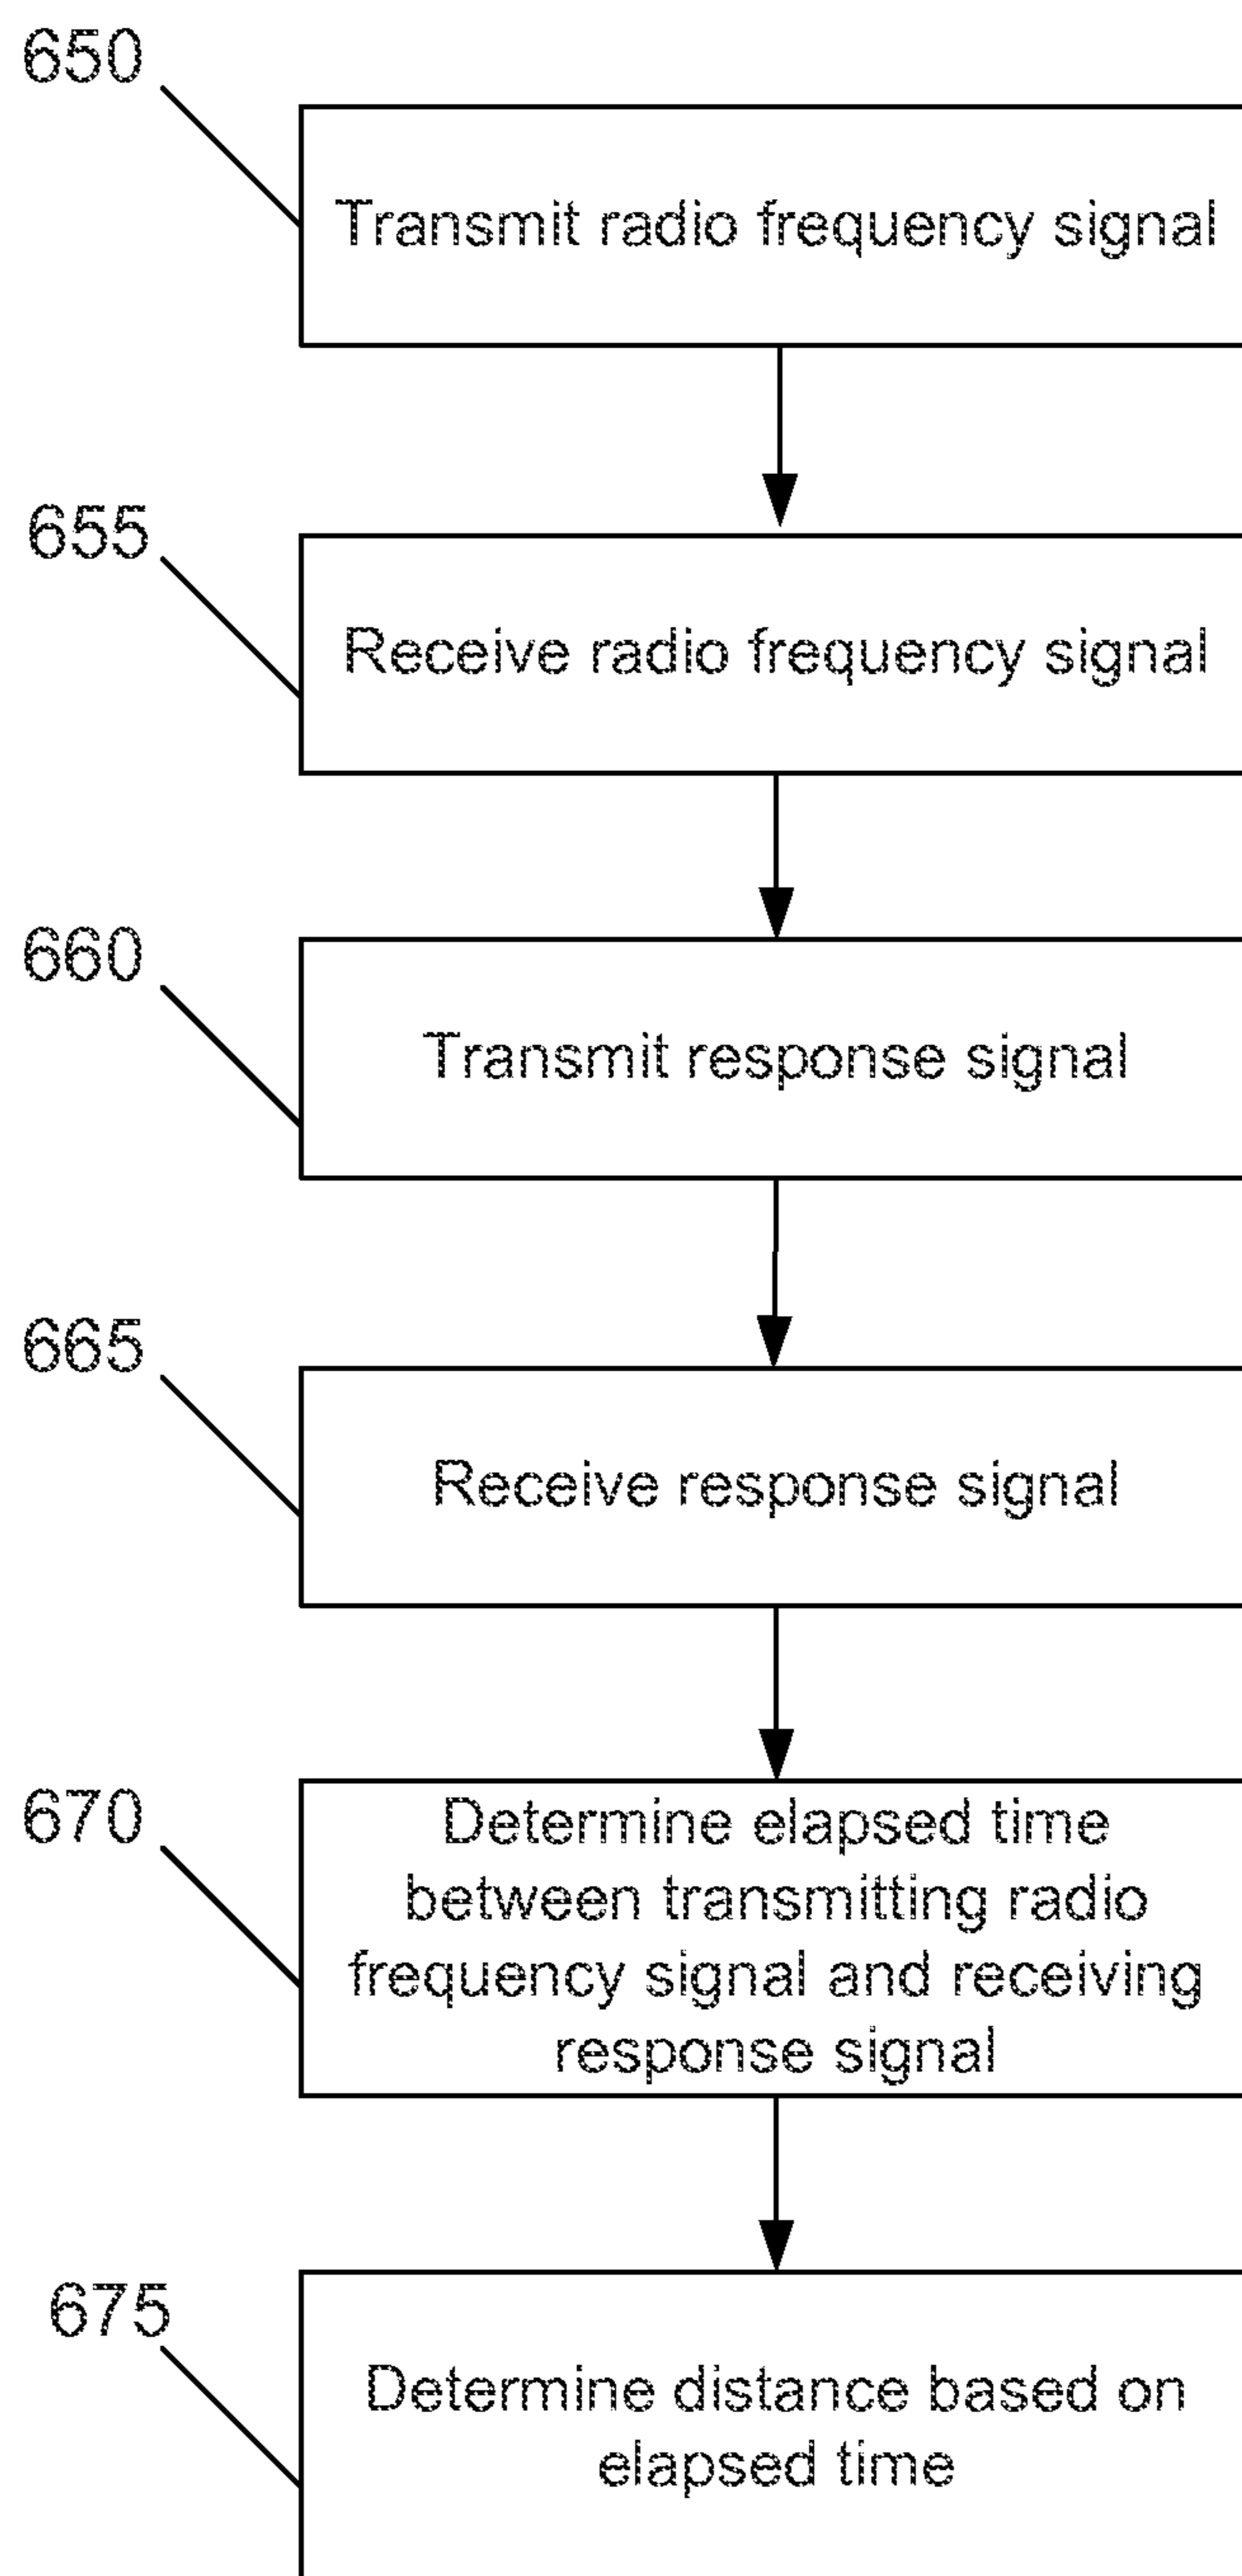 650
Transmit radio frequency signal
655
Receive radio frequency signal
660
Transmit response signal
665
Receive response signal
670
Determine elapsed time
between transmitting radio
frequency signal and receiving
response signal
675
Determine distance based on
elapsed time